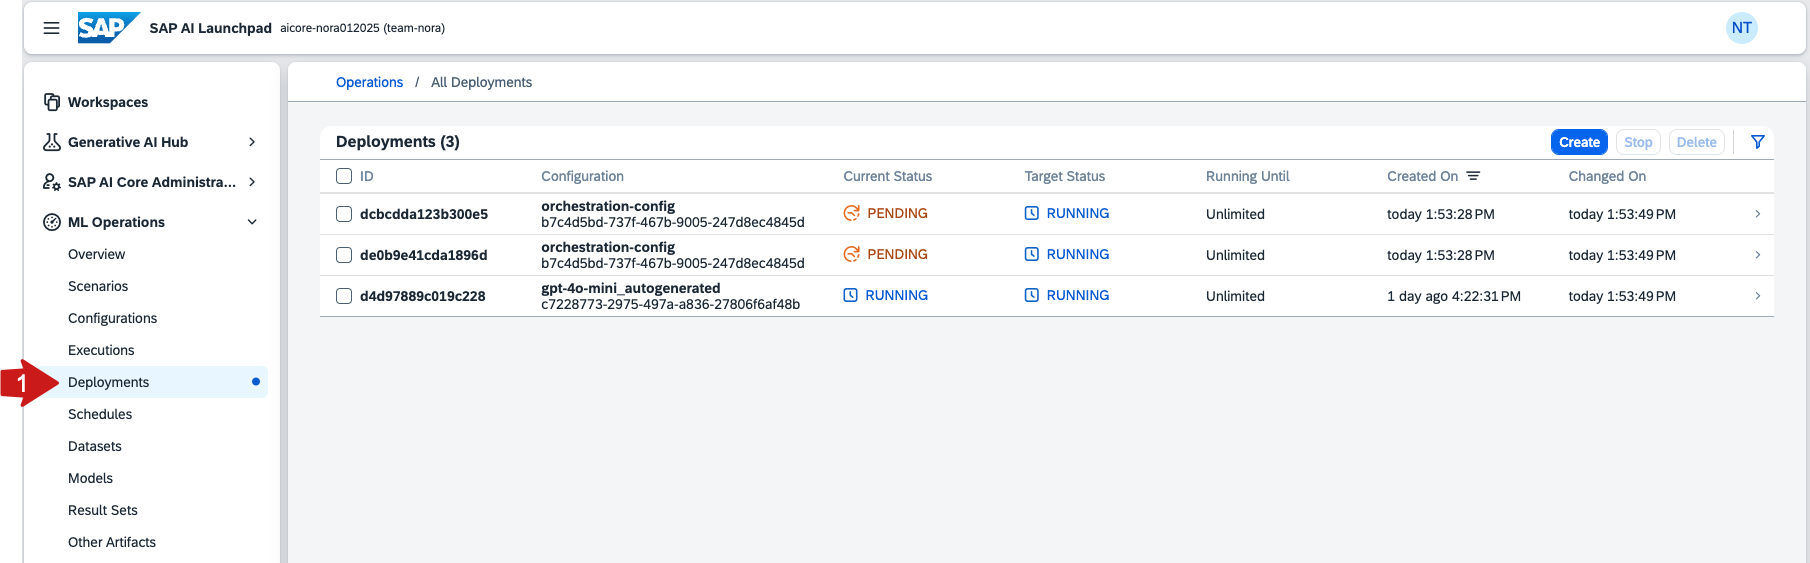 SAP SAP AI Launchpad aicore-nora012025 (team-nora) NT
Workspaces
Generative AI Hub
SAP AI Core Administra...
ML Operations
Overview
Scenarios
Configurations
Executions
1 Deployments
Schedules
Datasets
Models
Result Sets
Other Artifacts
Operations / All Deployments
Deployments (3) Create Stop Delete
ID Configuration Current Status Target Status Running Until Created On Changed On
dcbcdda123b300e5 orchestration-config PENDING RUNNING Unlimited today 1:53:28 PM today 1:53:49 PM
b7c4d5bd-737f-467b-9005-247d8ec4845d
de0b9e41cda1896d orchestration-config PENDING RUNNING Unlimited today 1:53:28 PM today 1:53:49 PM
b7c4d5bd-737f-467b-9005-247d8ec4845d
d4d97889c019c228 gpt-4o-mini_autogenerated RUNNING RUNNING Unlimited 1 day ago 4:22:31 PM today 1:53:49 PM
c7228773-2975-497a-a836-27806f6af48b